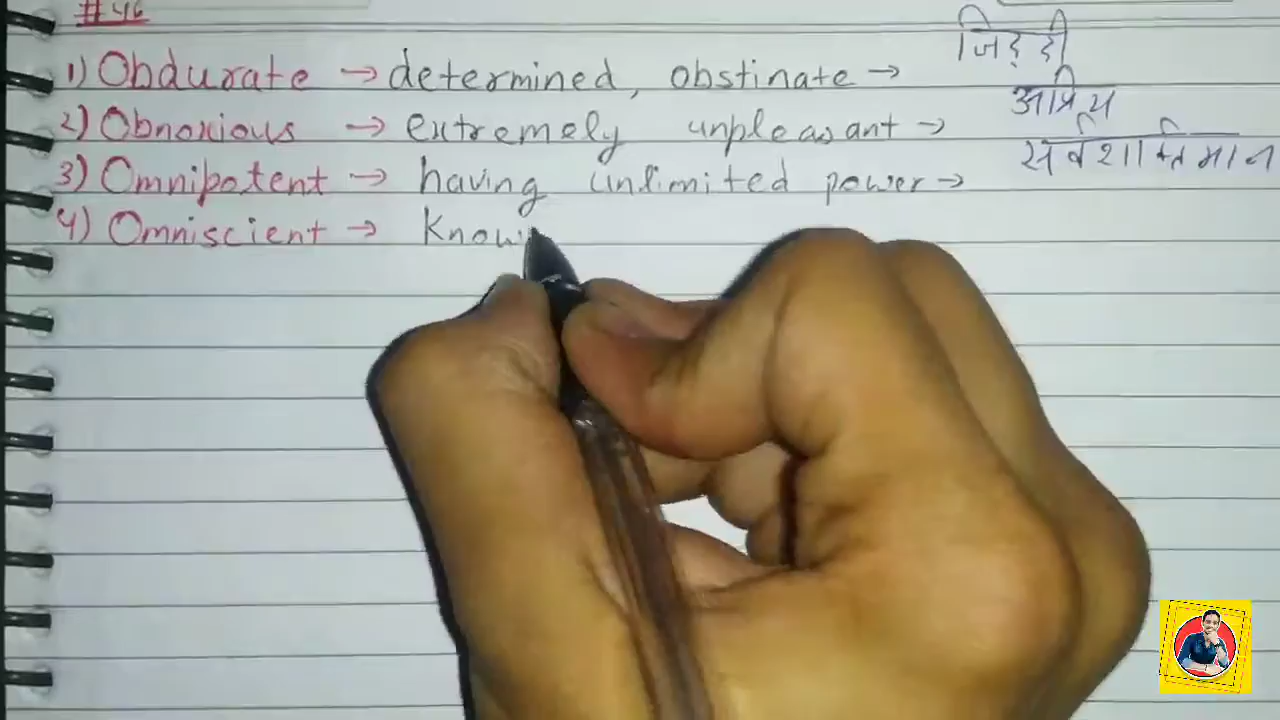 #46
1) Obdurate → determined, obstinate → जिद्दी
2) Obnoxious → extremely unpleasant → अप्रिय
3) Omnipotent → having unlimited power → सर्वशक्तिमान
4) Omniscient → Know